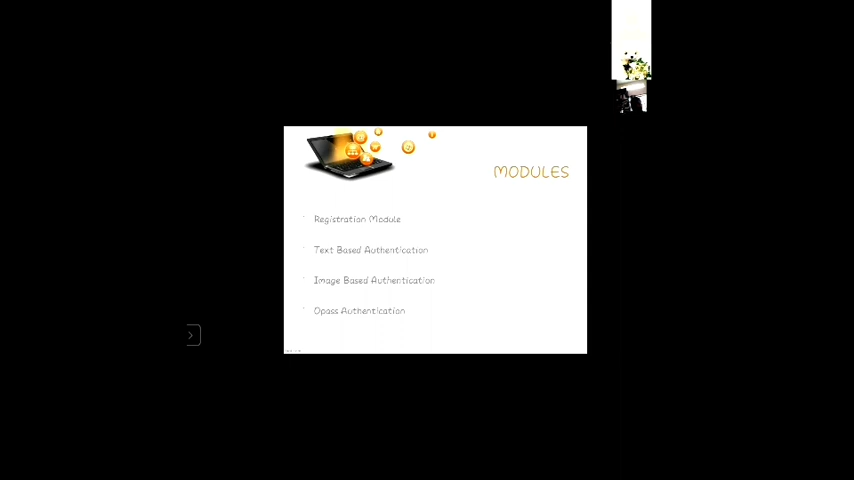 MODULES
Registration Module
Text Based Authentication
Image Based Authentication
Opass Authentication